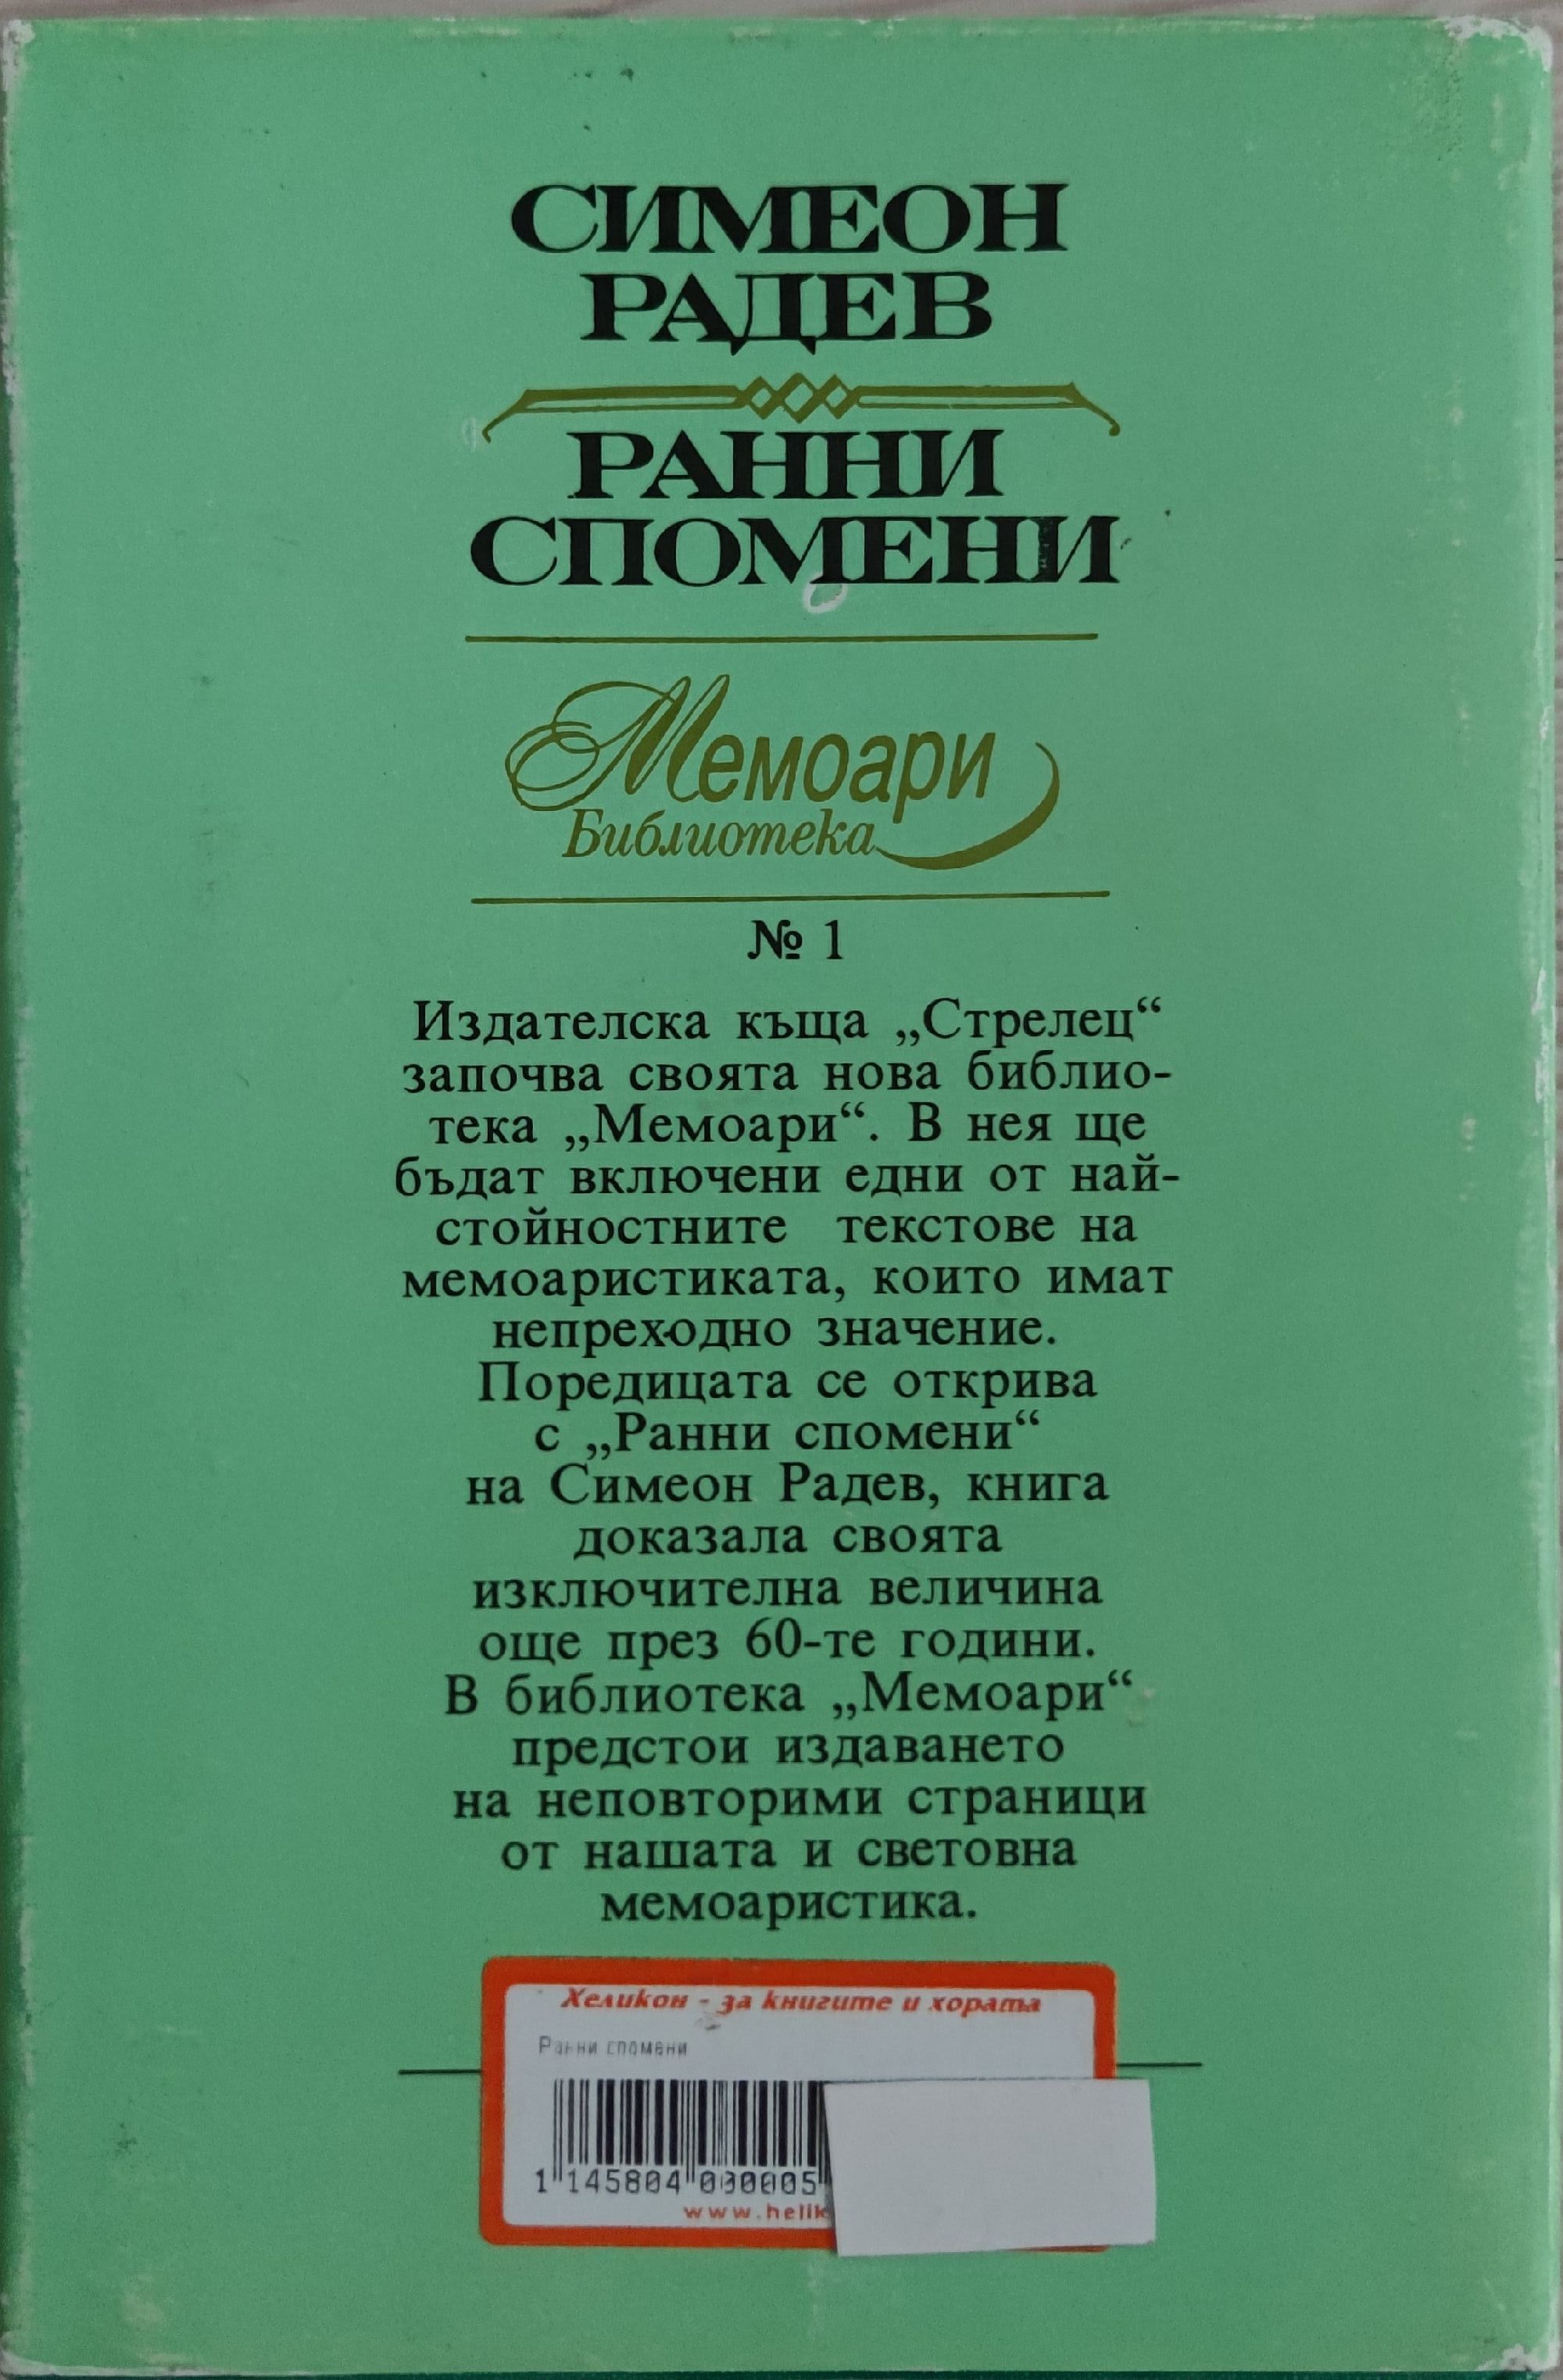 СИМЕОН
РАДЕВ
РАННИ
СПОМЕНИ
Мемоари
Библиотека
№ 1
Издателска къща „Стрелец“
започва своята нова библио-
тека „Мемоари“. В нея ще
бъдат включени едни от най-
стойностните текстове на
мемоаристиката, които имат
непреходно значение.
Поредицата се открива
с „Ранни спомени“
на Симеон Радев, книга
доказала своята
изключителна величина
още през 60-те години.
В библиотека „Мемоари“
предстои издаването
на неповторими страници
от нашата и световна
мемоаристика.
Хеликон - за книгите и хората
Ранни спомени
1 145804 000005
www.helik